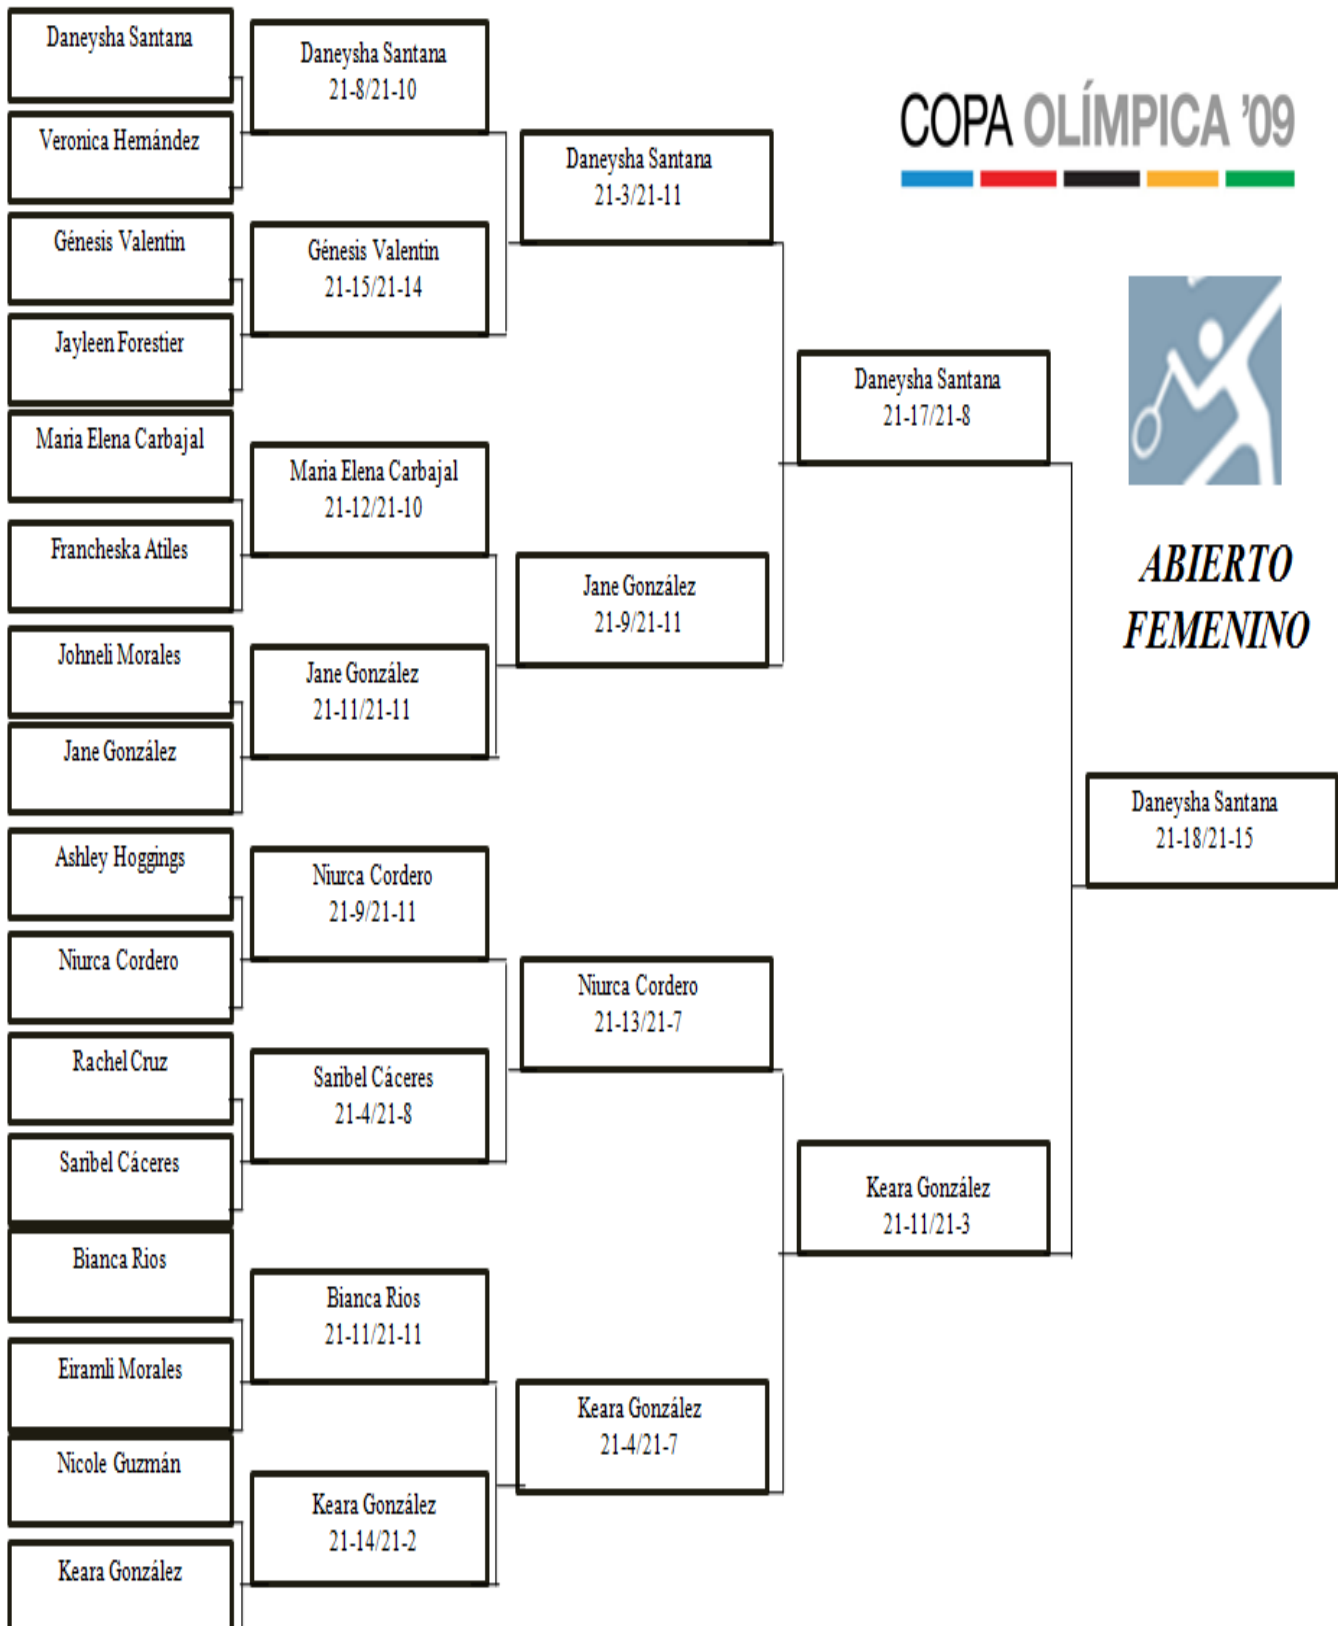 Daneysha Santana
Veronica Hernández
Génesis Valentin
Jayleen Forestier
Maria Elena Carbajal
Francheska Atiles
Johneli Morales
Jane González
Ashley Hoggings
Niurca Cordero
Rachel Cruz
Saribel Cáceres
Bianca Rios
Eiramli Morales
Nicole Guzmán
Keara González
Daneysha Santana
21-8/21-10
Génesis Valentin
21-15/21-14
Maria Elena Carbajal
21-12/21-10
Jane González
21-11/21-11
Niurca Cordero
21-9/21-11
Saribel Cáceres
21-4/21-8
Bianca Rios
21-11/21-11
Keara González
21-14/21-2
Daneysha Santana
21-3/21-11
Jane González
21-9/21-11
Niurca Cordero
21-13/21-7
Keara González
21-4/21-7
Daneysha Santana
21-17/21-8
Keara González
21-11/21-3
COPA OLÍMPICA '09
ABIERTO
FEMENINO
Daneysha Santana
21-18/21-15